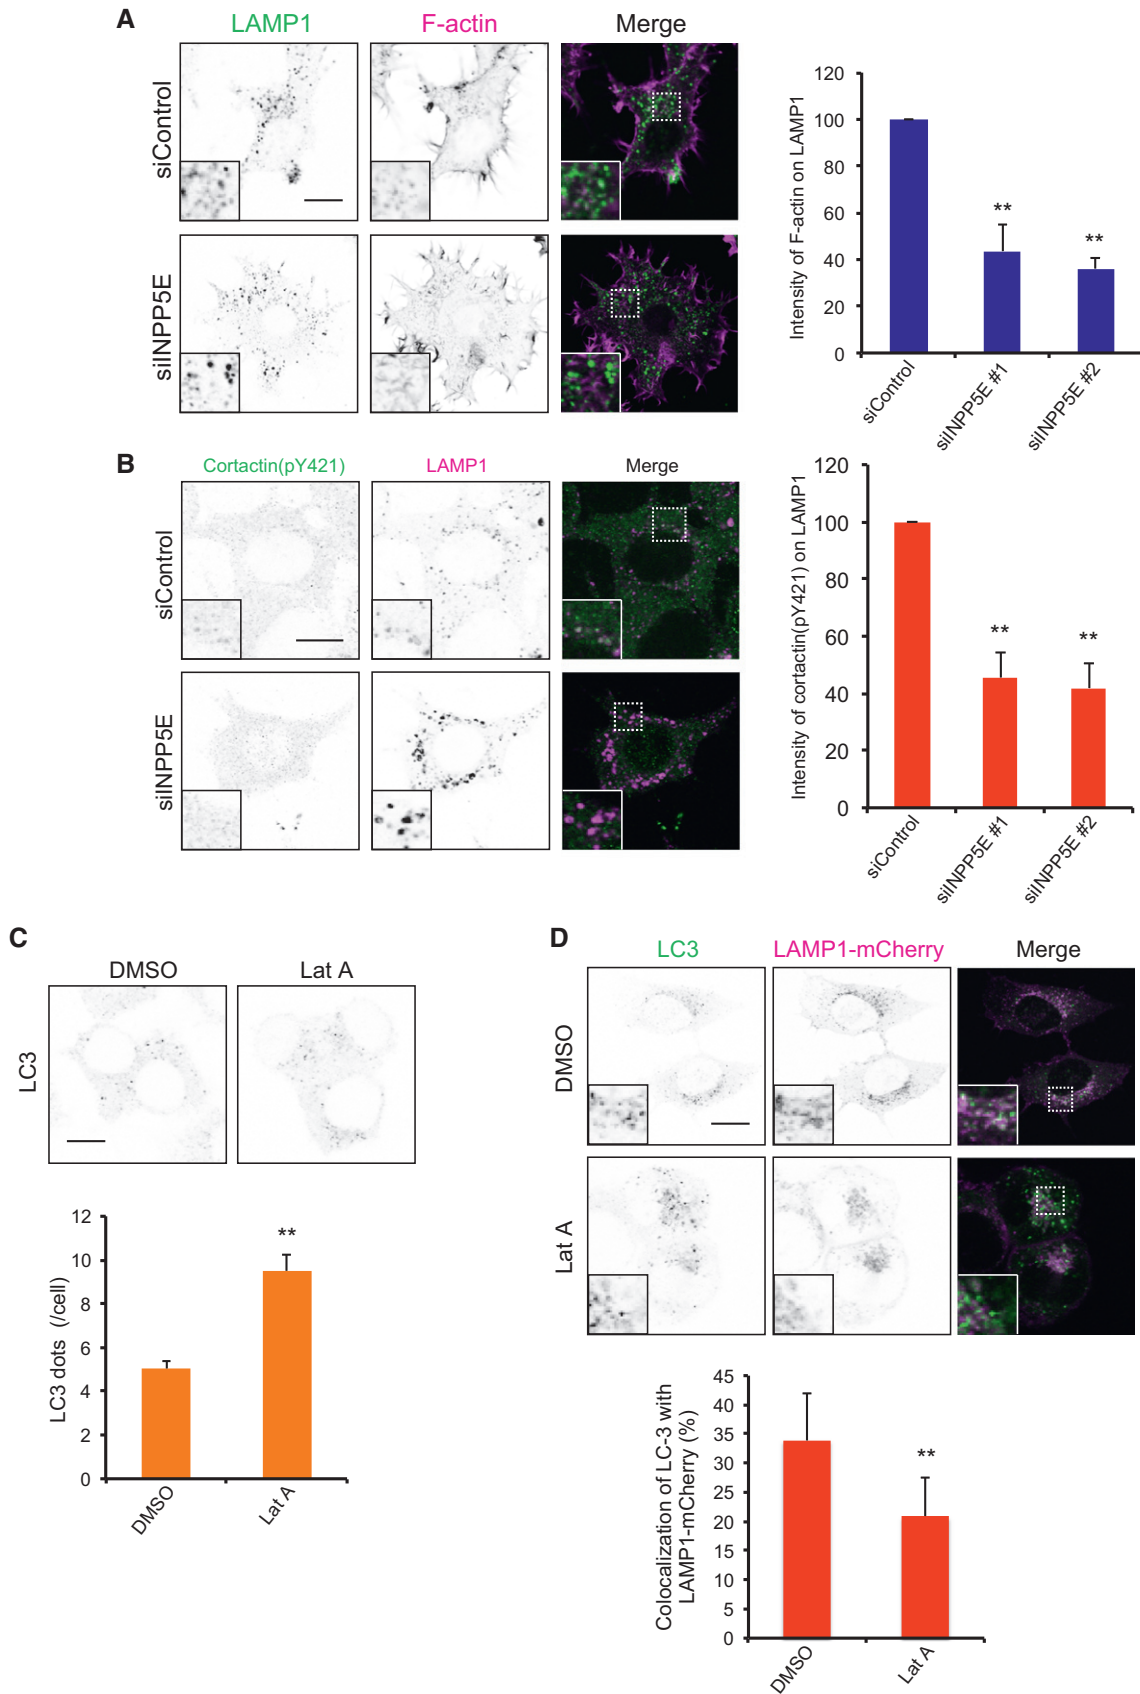 A
LAMP1
F-actin
Merge
siControl
siINPP5E
Intensity of F-actin on LAMP1
120
100
80
60
40
20
0
**
**
siControl
siINPP5E #1
siINPP5E #2
B
Cortactin(pY421)
LAMP1
Merge
siControl
siINPP5E
Intensity of cortactin(pY421) on LAMP1
120
100
80
60
40
20
0
**
**
siControl
siINPP5E #1
siINPP5E #2
C
DMSO
Lat A
LC3
LC3 dots (/cell)
12
10
8
6
4
2
0
**
DMSO
Lat A
D
LC3
LAMP1-mCherry
Merge
DMSO
Lat A
Colocalization of LC-3 with
LAMP1-mCherry (%)
45
40
35
30
25
20
15
10
5
0
**
DMSO
Lat A